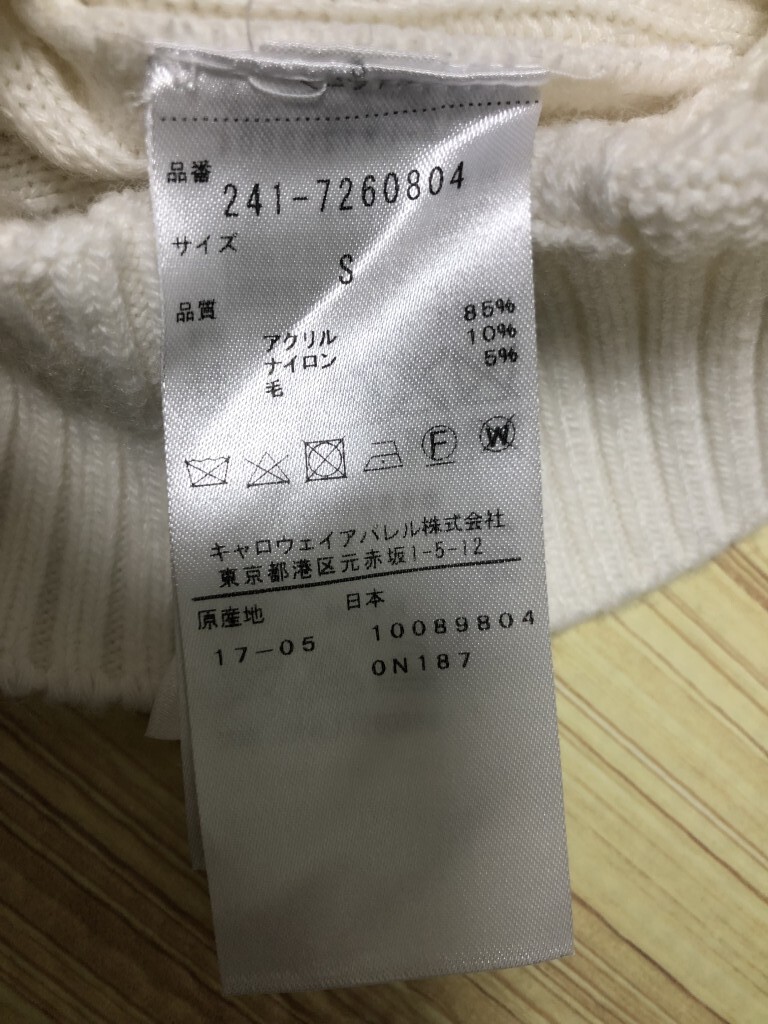 品番
241-7260804
サイズ
S
品質
アクリル 85%
ナイロン 10%
毛 5%
F W
キャロウェイアパレル株式会社
東京都港区元赤坂1-5-12
原産地 日本
17-05 10089804
0N187